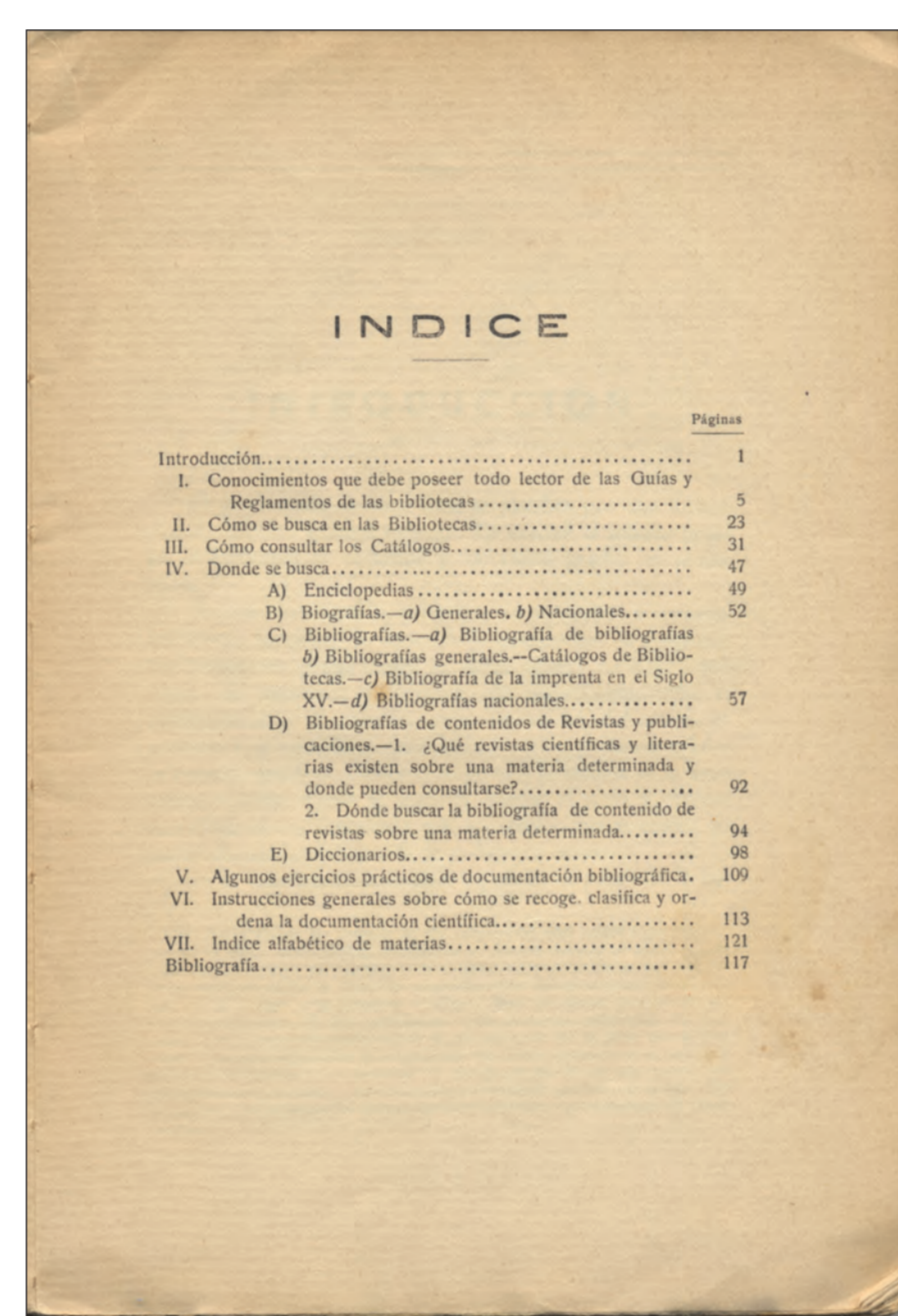 INDICE
Páginas
Introducción.................................................... 1
I. Conocimientos que debe poseer todo lector de las Guías y
Reglamentos de las bibliotecas.......................... 5
II. Cómo se busca en las Bibliotecas.......................... 23
III. Cómo consultar los Catálogos............................. 31
IV. Donde se busca........................................... 47
A) Enciclopedias................................. 49
B) Biografías.—a) Generales. b) Nacionales........ 52
C) Bibliografías.—a) Bibliografía de bibliografías
b) Bibliografías generales.--Catálogos de Biblio-
tecas.—c) Bibliografía de la imprenta en el Siglo
XV.—d) Bibliografías nacionales............... 57
D) Bibliografías de contenidos de Revistas y publi-
caciones.—1. ¿Qué revistas científicas y litera-
rias existen sobre una materia determinada y
donde pueden consultarse?..................... 92
2. Dónde buscar la bibliografía de contenido de
revistas sobre una materia determinada......... 94
E) Diccionarios................................... 98
V. Algunos ejercicios prácticos de documentación bibliográfica. 109
VI. Instrucciones generales sobre cómo se recoge. clasifica y or-
dena la documentación científica........................ 113
VII. Indice alfabético de materias.............................. 121
Bibliografía.................................................... 117